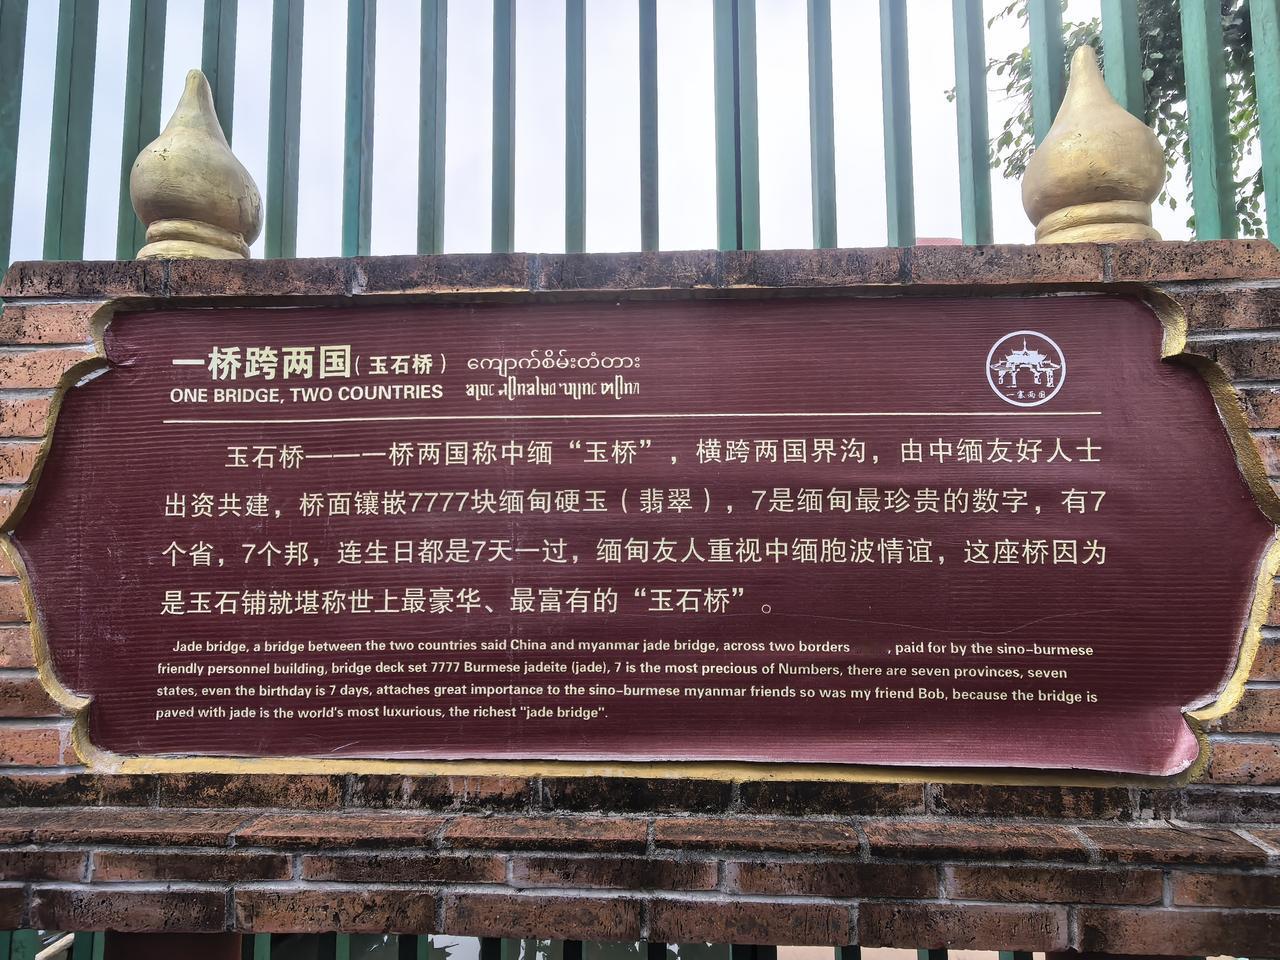 一桥跨两国（玉石桥） ကျောက်စိမ်းတံတား
ONE BRIDGE, TWO COUNTRIES
一寨两国
玉石桥———桥两国称中缅“玉桥”，横跨两国界沟，由中缅友好人士
出资共建，桥面镶嵌7777块缅甸硬玉（翡翠），7是缅甸最珍贵的数字，有7
个省，7个邦，连生日都是7天一过，缅甸友人重视中缅胞波情谊，这座桥因为
是玉石铺就堪称世上最豪华、最富有的“玉石桥”。
Jade bridge, a bridge between the two countries said China and myanmar jade bridge, across two borders , paid for by the sino-burmese
friendly personnel building, bridge deck set 7777 Burmese jadeite (jade), 7 is the most precious of Numbers, there are seven provinces, seven
states, even the birthday is 7 days, attaches great importance to the sino-burmese myanmar friends so was my friend Bob, because the bridge is
paved with jade is the world's most luxurious, the richest "jade bridge".